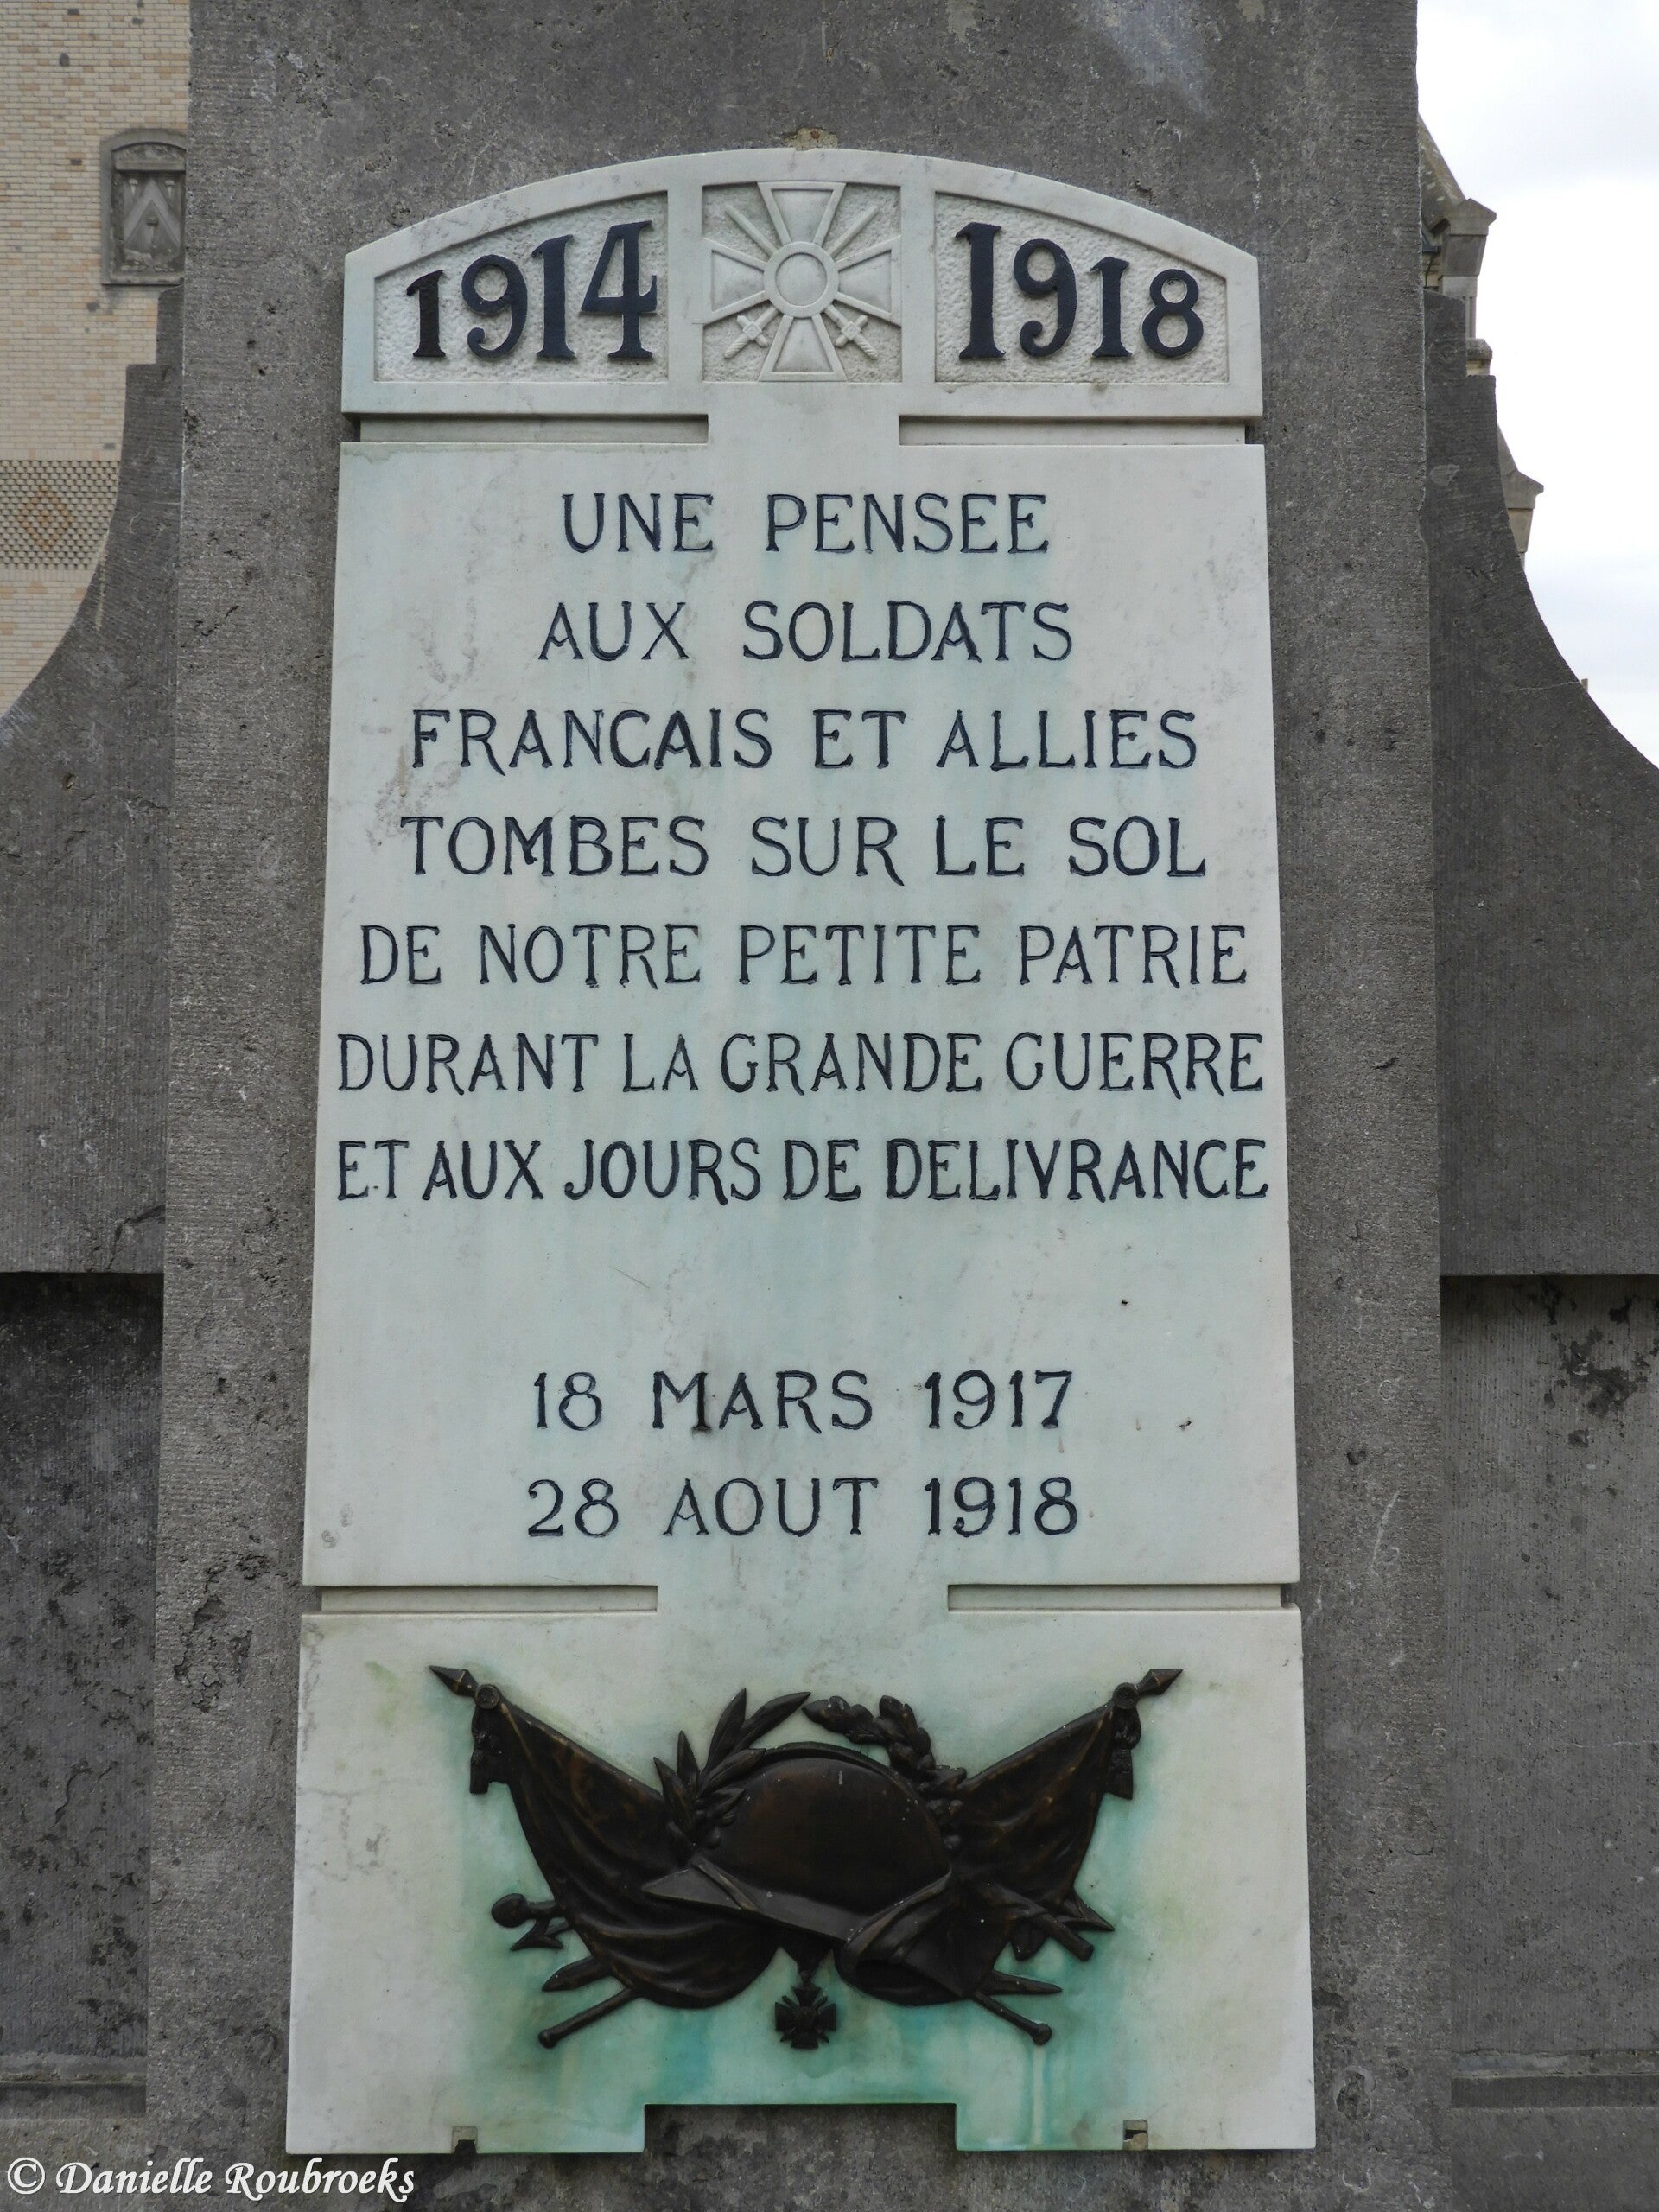 1914 1918
UNE PENSEE
AUX SOLDATS
FRANCAIS ET ALLIES
TOMBES SUR LE SOL
DE NOTRE PETITE PATRIE
DURANT LA GRANDE GUERRE
ET AUX JOURS DE DELIVRANCE
18 MARS 1917
28 AOUT 1918
© Danielle Roubroeks